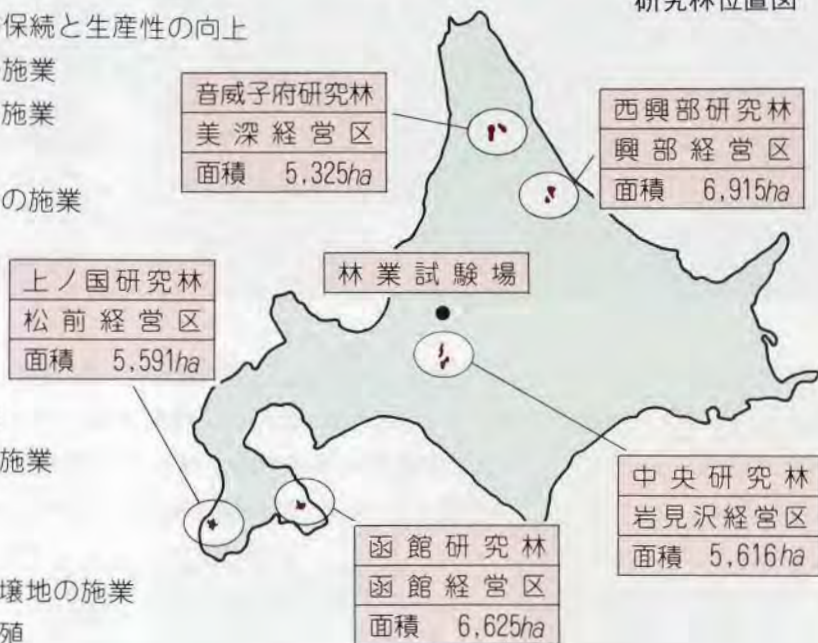 研究林位置図
保続と生産性の向上
施業
施業
の施業
施業
壌地の施業
殖
音威子府研究林
美深経営区
面積 5,325ha
西興部研究林
興部経営区
面積 6,915ha
上ノ国研究林
松前経営区
面積 5,591ha
林業試験場
中央研究林
岩見沢経営区
面積 5,616ha
函館研究林
函館経営区
面積 6,625ha